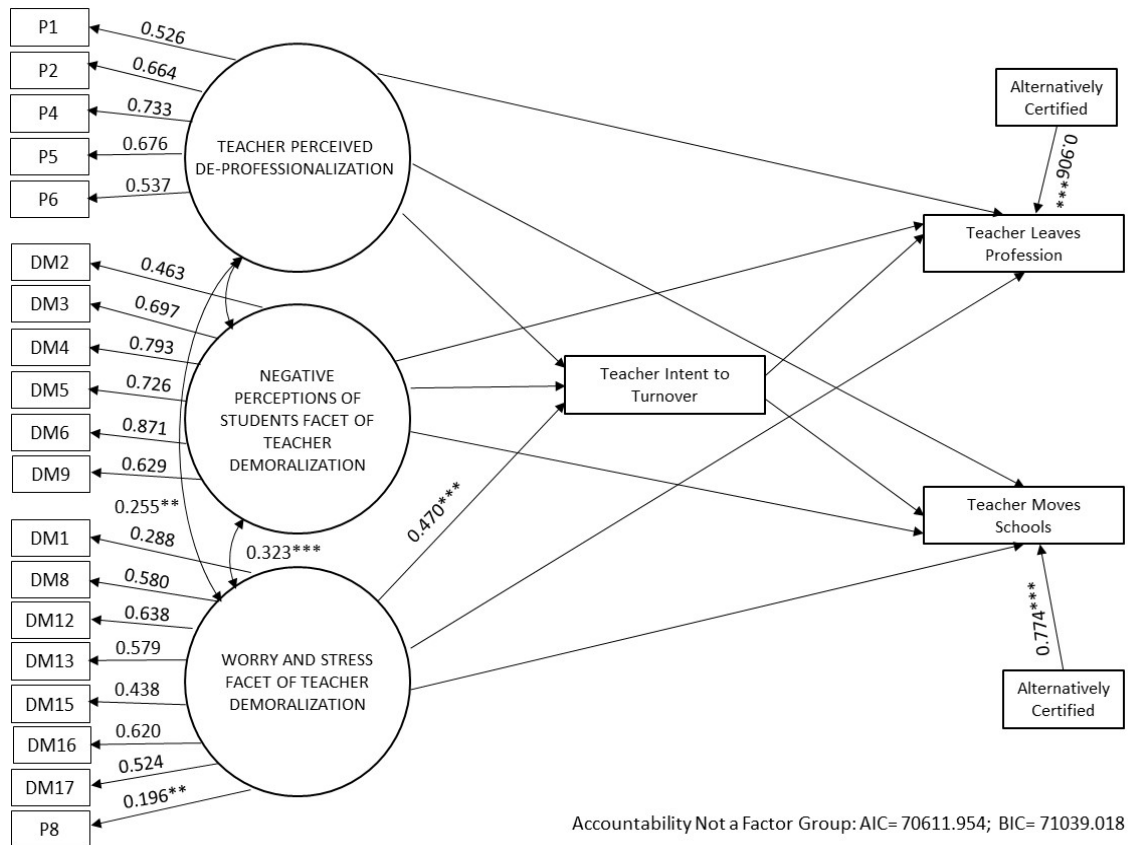 P1
0.526
P2
0.664
P4
0.733
P5
0.676
P6
0.537
TEACHER PERCEIVED
DE-PROFESSIONALIZATION
DM2
0.463
DM3
0.697
DM4
0.793
DM5
0.726
DM6
0.871
DM9
0.629
NEGATIVE
PERCEPTIONS OF
STUDENTS FACET OF
TEACHER
DEMORALIZATION
0.255**
0.323***
DM1
0.288
DM8
0.580
DM12
0.638
DM13
0.579
DM15
0.438
DM16
0.620
DM17
0.524
P8
0.196**
WORRY AND STRESS
FACET OF TEACHER
DEMORALIZATION
0.470***
Teacher Intent to
Turnover
Alternatively
Certified
0.906***
Teacher Leaves
Profession
Teacher Moves
Schools
0.774***
Alternatively
Certified
Accountability Not a Factor Group: AIC= 70611.954; BIC= 71039.018